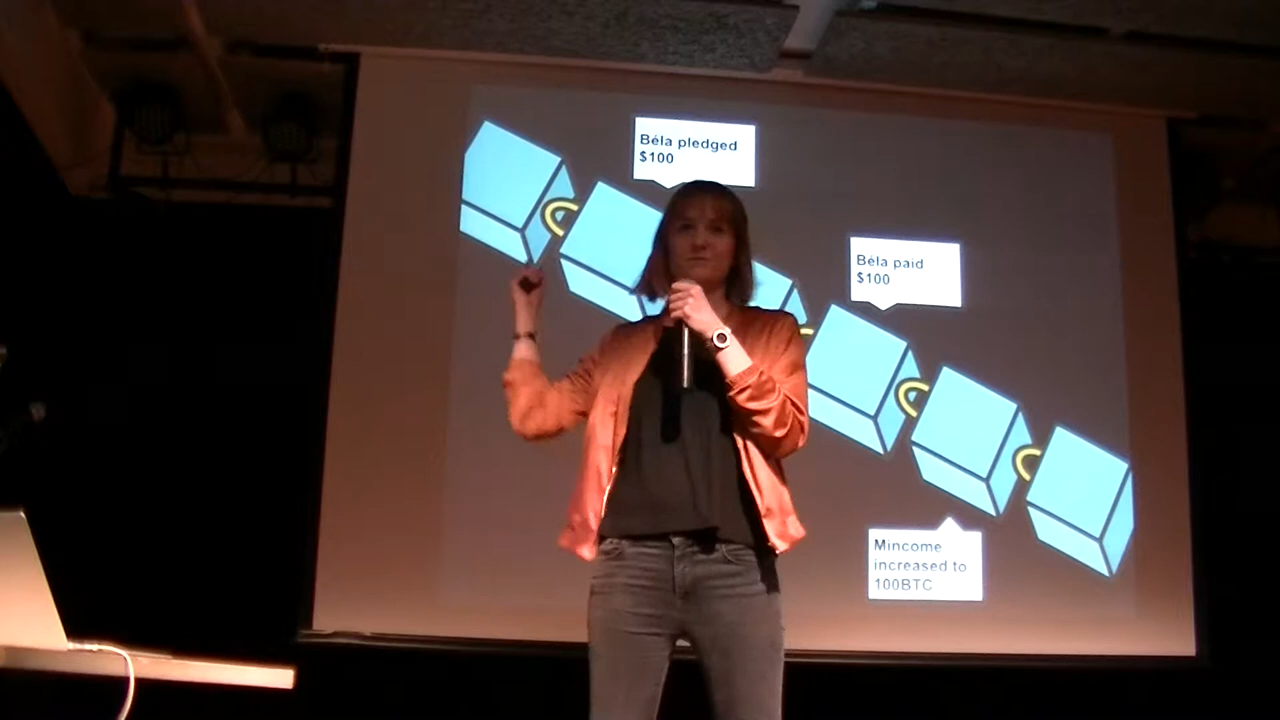 Béla pledged
$100
Béla paid
$100
Mincome
increased to
100BTC